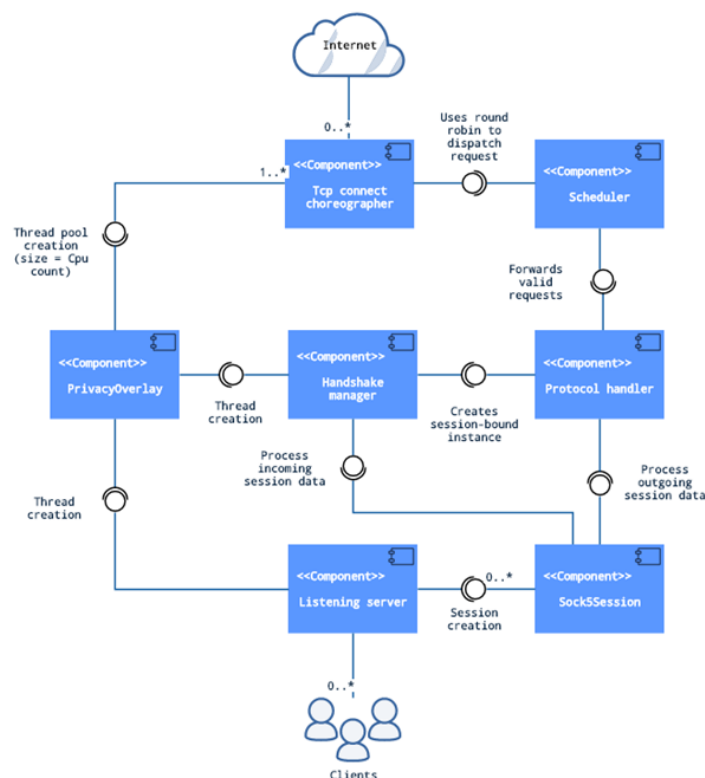 Internet
0..*
Uses round
robin to
dispatch
request
<<Component>>
Tcp connect
choreographer
1..*
<<Component>>
Scheduler
Thread pool
creation
(size = Cpu
count)
Forwards
valid
requests
<<Component>>
PrivacyOverlay
<<Component>>
Handshake
manager
<<Component>>
Protocol handler
Thread
creation
Creates
session-bound
instance
Process
incoming
session data
Process
outgoing
session data
Thread
creation
<<Component>>
Listening server
0..*
<<Component>>
Sock5Session
Session
creation
0..*
Clients